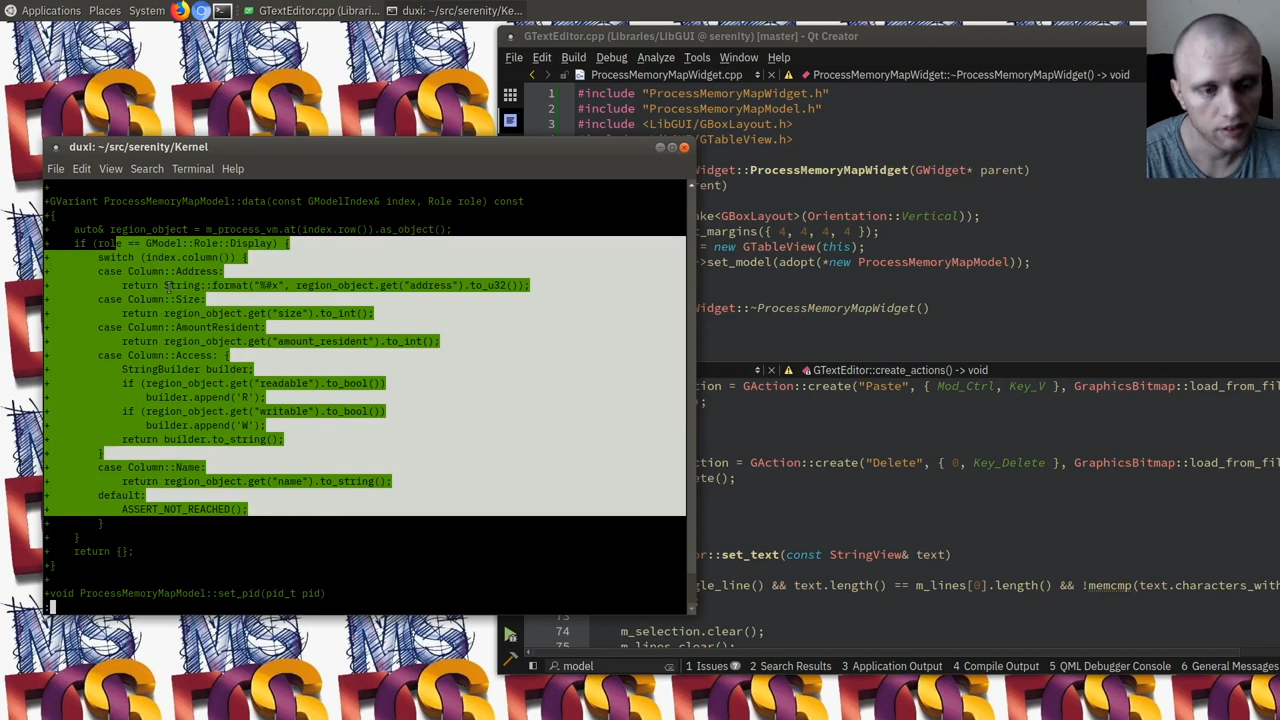 Applications Places System GTextEditor.cpp (Librari... duxi: ~/src/serenity/Ke...
GTextEditor.cpp (Libraries/LibGUI @ serenity) [master] - Qt Creator
File Edit Build Debug Analyze Tools Window Help
ProcessMemoryMapWidget.cpp ProcessMemoryMapWidget::~ProcessMemoryMapWidget() -> void
1 #include "ProcessMemoryMapWidget.h"
2 #include "ProcessMemoryMapModel.h"
3 #include <LibGUI/GBoxLayout.h>
GTableView.h>
Widget::ProcessMemoryMapWidget(GWidget* parent)
parent)
ake<GBoxLayout>(Orientation::Vertical));
_margins({ 4, 4, 4, 4 });
= new GTableView(this);
->set_model(adopt(*new ProcessMemoryMapModel));
Widget::~ProcessMemoryMapWidget()
GTextEditor::create_actions() -> void
action = GAction::create("Paste", { Mod_Ctrl, Key_V }, GraphicsBitmap::load_from_fil
ction = GAction::create("Delete", { 0, Key_Delete }, GraphicsBitmap::load_from_fil
lete();
r::set_text(const StringView& text)
gle_line() && text.length() == m_lines[0].length() && !memcmp(text.characters_with
73
74 m_selection.clear();
75 m_lines.clear();
model 1 Issues 7 2 Search Results 3 Application Output 4 Compile Output 5 QML Debugger Console 6 General Messages
duxi: ~/src/serenity/Kernel
File Edit View Search Terminal Help
+
+GVariant ProcessMemoryMapModel::data(const GModelIndex& index, Role role) const
+{
+ auto& region_object = m_process_vm.at(index.row()).as_object();
+ if (role == GModel::Role::Display) {
+ switch (index.column()) {
+ case Column::Address:
+ return String::format("%#x", region_object.get("address").to_u32());
+ case Column::Size:
+ return region_object.get("size").to_int();
+ case Column::AmountResident:
+ return region_object.get("amount_resident").to_int();
+ case Column::Access: {
+ StringBuilder builder;
+ if (region_object.get("readable").to_bool())
+ builder.append('R');
+ if (region_object.get("writable").to_bool())
+ builder.append('W');
+ return builder.to_string();
+ }
+ case Column::Name:
+ return region_object.get("name").to_string();
+ default:
+ ASSERT_NOT_REACHED();
+ }
+ }
+ return {};
+}
+
+void ProcessMemoryMapModel::set_pid(pid_t pid)
: